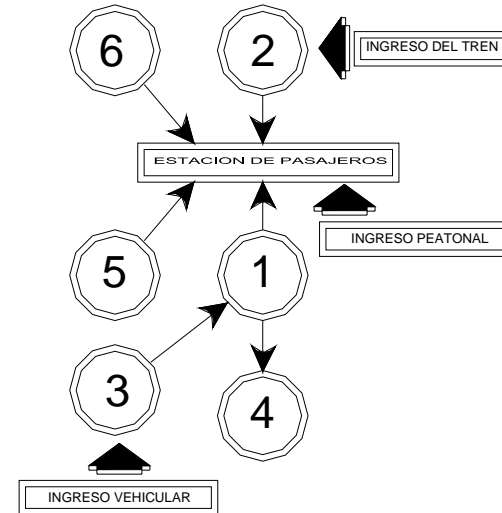 6
2
INGRESO DEL TREN
ESTACION DE PASAJEROS
INGRESO PEATONAL
5
1
3
4
INGRESO VEHICULAR